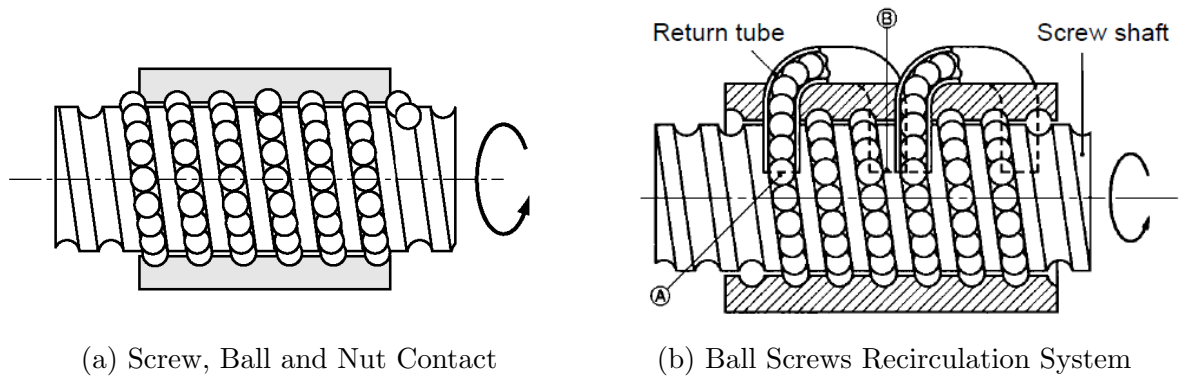 Return tube
Ⓑ
Screw shaft
Ⓐ
(a) Screw, Ball and Nut Contact
(b) Ball Screws Recirculation System